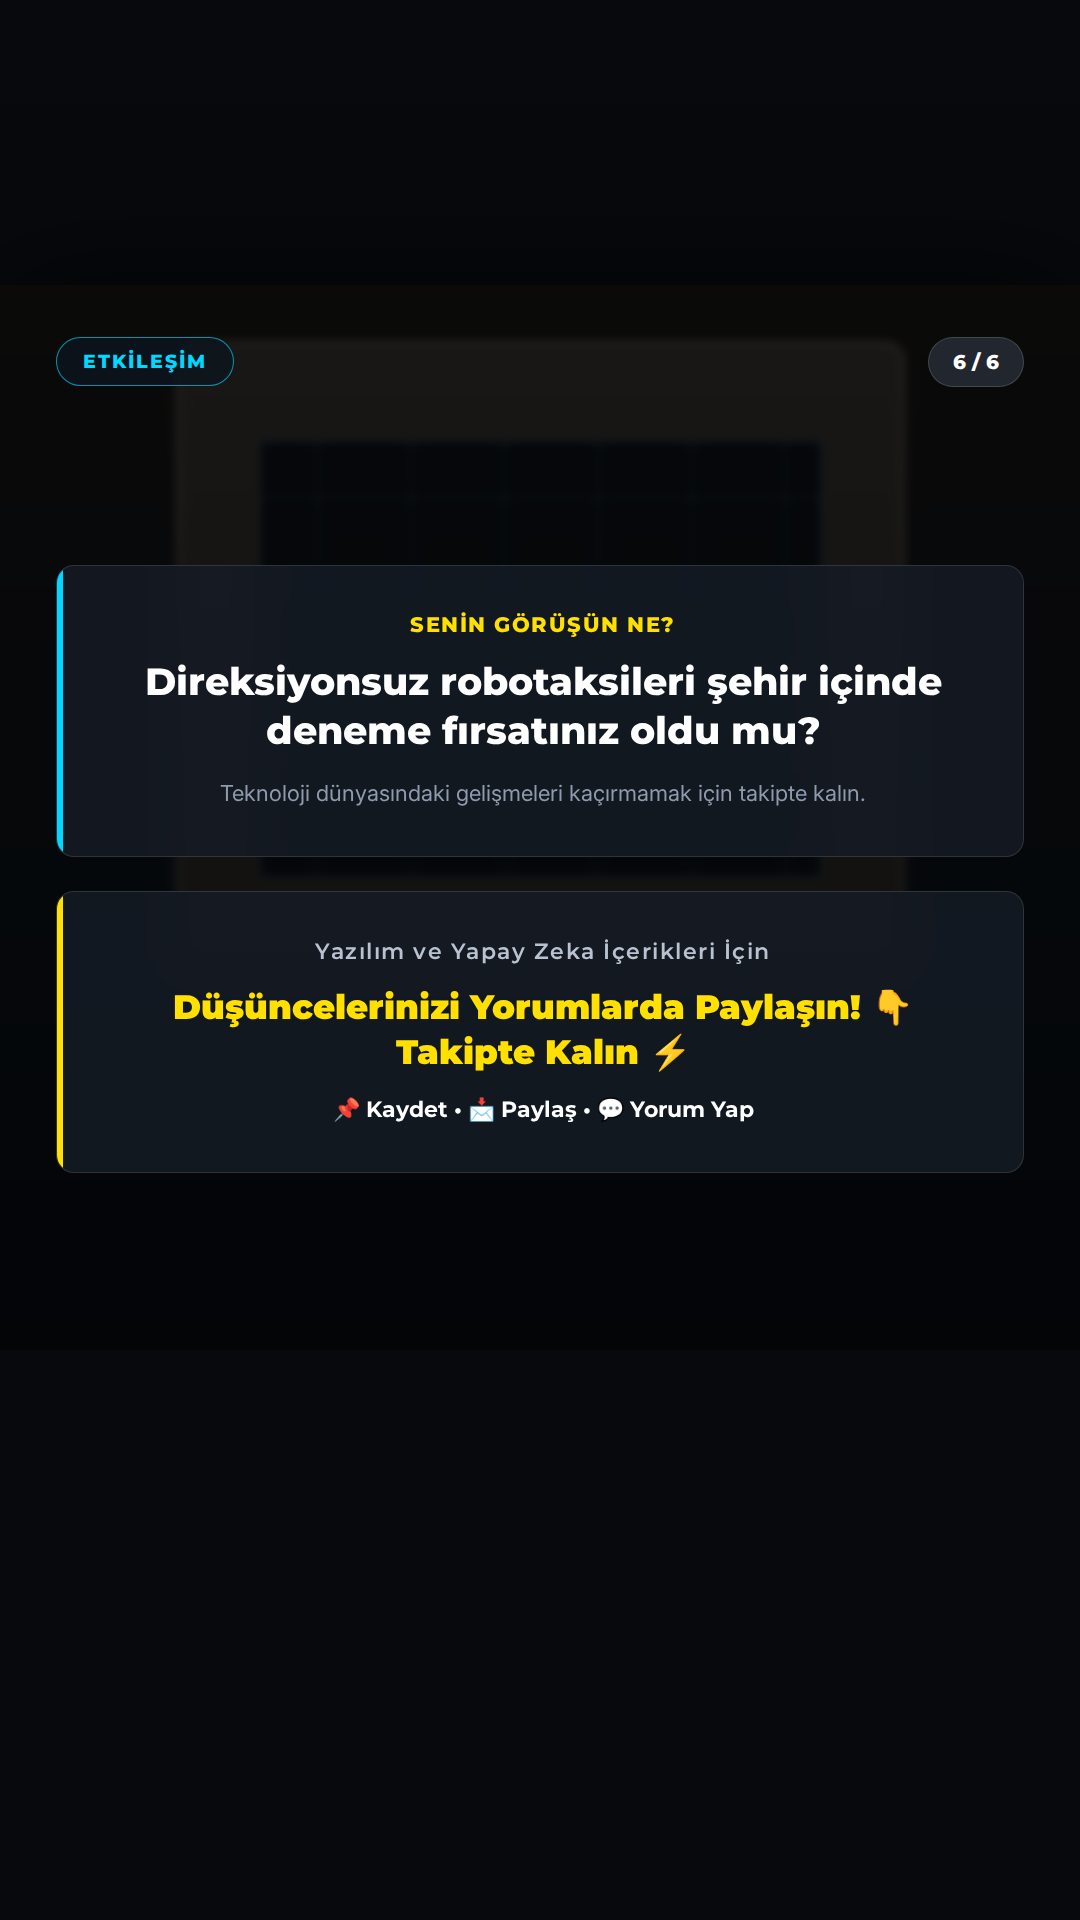 ETKİLEŞİM
6 / 6
SENİN GÖRÜŞÜN NE?
Direksiyonsuz robotaksileri şehir içinde
deneme fırsatınız oldu mu?
Teknoloji dünyasındaki gelişmeleri kaçırmamak için takipte kalın.
Yazılım ve Yapay Zeka İçerikleri İçin
Düşüncelerinizi Yorumlarda Paylaşın! 👇
Takipte Kalın ⚡
📌 Kaydet • 📩 Paylaş • 💬 Yorum Yap